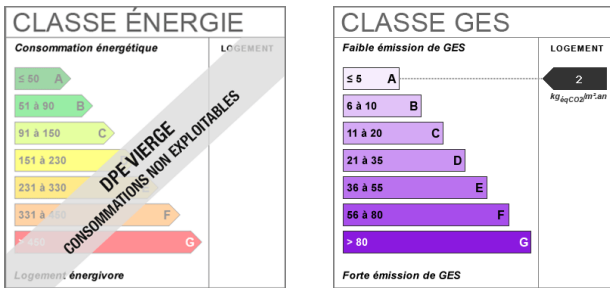 CLASSE ÉNERGIE
Consommation énergétique
LOGEMENT
≤ 50 A
51 à 90 B
91 à 150 C
151 à 230
231 à 330
331 à 450 F
> 450 G
DPE VIERGE
CONSOMMATIONS NON EXPLOITABLES
Logement énergivore
CLASSE GES
Faible émission de GES
LOGEMENT
≤ 5 A
2
kgéqCO2/m².an
6 à 10 B
11 à 20 C
21 à 35 D
36 à 55 E
56 à 80 F
> 80 G
Forte émission de GES